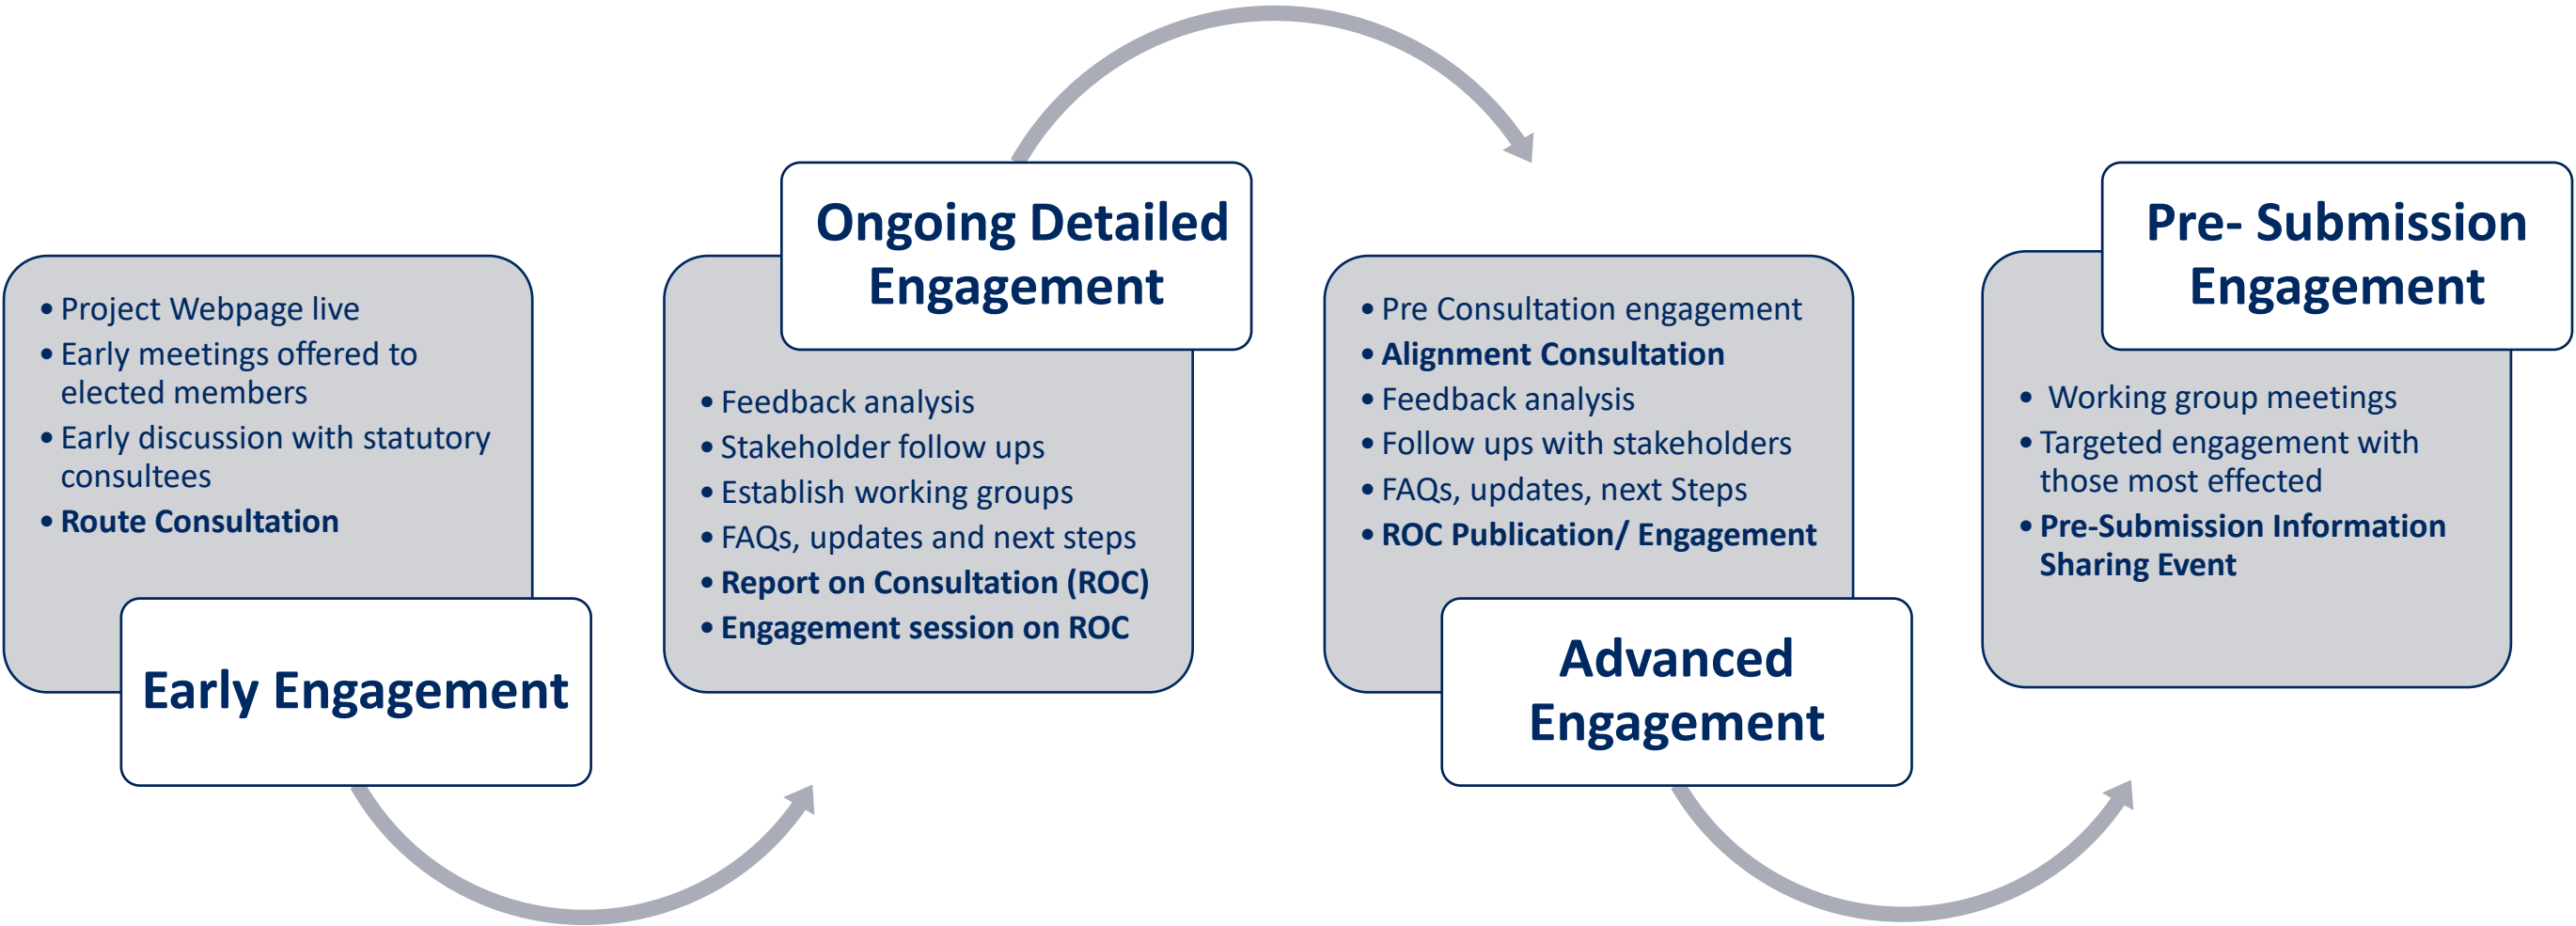 • Project Webpage live
• Early meetings offered to
elected members
• Early discussion with statutory
consultees
• Route Consultation
Early Engagement
Ongoing Detailed
Engagement
• Feedback analysis
• Stakeholder follow ups
• Establish working groups
• FAQs, updates and next steps
• Report on Consultation (ROC)
• Engagement session on ROC
• Pre Consultation engagement
• Alignment Consultation
• Feedback analysis
• Follow ups with stakeholders
• FAQs, updates, next Steps
• ROC Publication/ Engagement
Advanced
Engagement
Pre- Submission
Engagement
• Working group meetings
• Targeted engagement with
those most effected
• Pre-Submission Information
Sharing Event